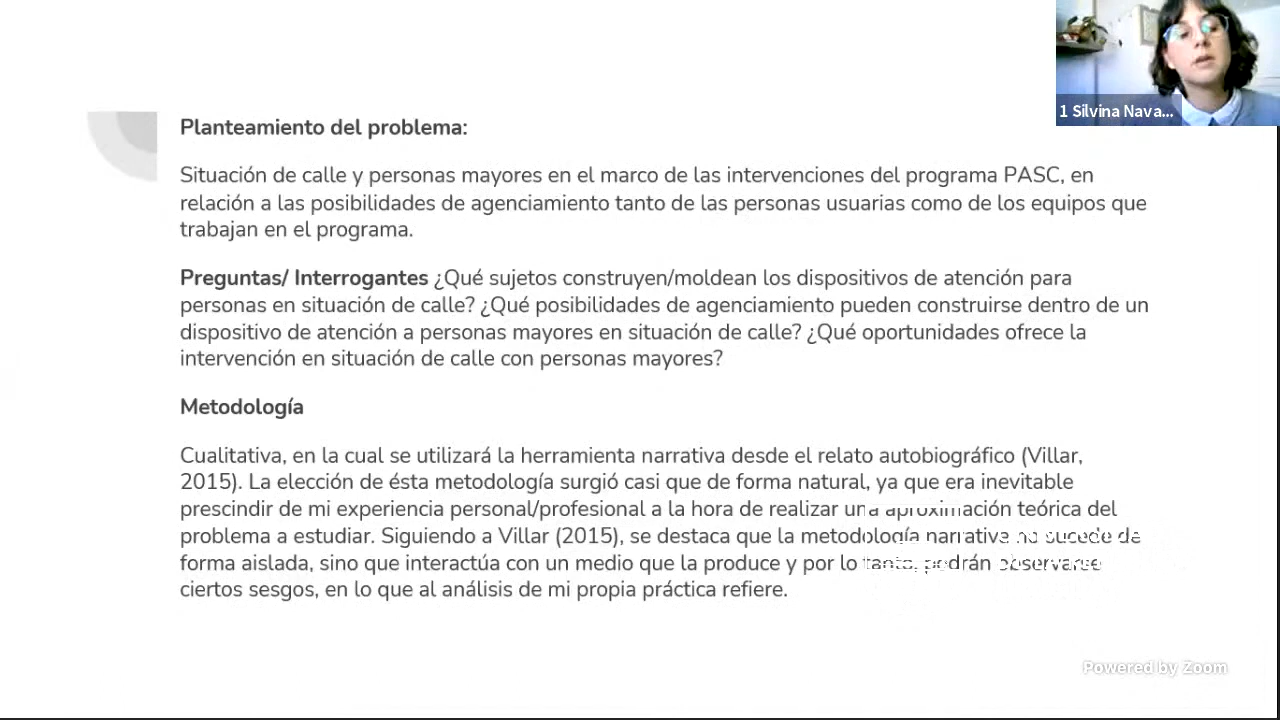 1 Silvina Nava...
Planteamiento del problema:
Situación de calle y personas mayores en el marco de las intervenciones del programa PASC, en
relación a las posibilidades de agenciamiento tanto de las personas usuarias como de los equipos que
trabajan en el programa.
Preguntas/ Interrogantes ¿Qué sujetos construyen/moldean los dispositivos de atención para
personas en situación de calle? ¿Qué posibilidades de agenciamiento pueden construirse dentro de un
dispositivo de atención a personas mayores en situación de calle? ¿Qué oportunidades ofrece la
intervención en situación de calle con personas mayores?
Metodología
Cualitativa, en la cual se utilizará la herramienta narrativa desde el relato autobiográfico (Villar,
2015). La elección de ésta metodología surgió casi que de forma natural, ya que era inevitable
prescindir de mi experiencia personal/profesional a la hora de realizar una aproximación teórica del
problema a estudiar. Siguiendo a Villar (2015), se destaca que la metodología narrativa no sucede de
forma aislada, sino que interactúa con un medio que la produce y por lo tanto, podrán observarse
ciertos sesgos, en lo que al análisis de mi propia práctica refiere.
Powered by Zoom